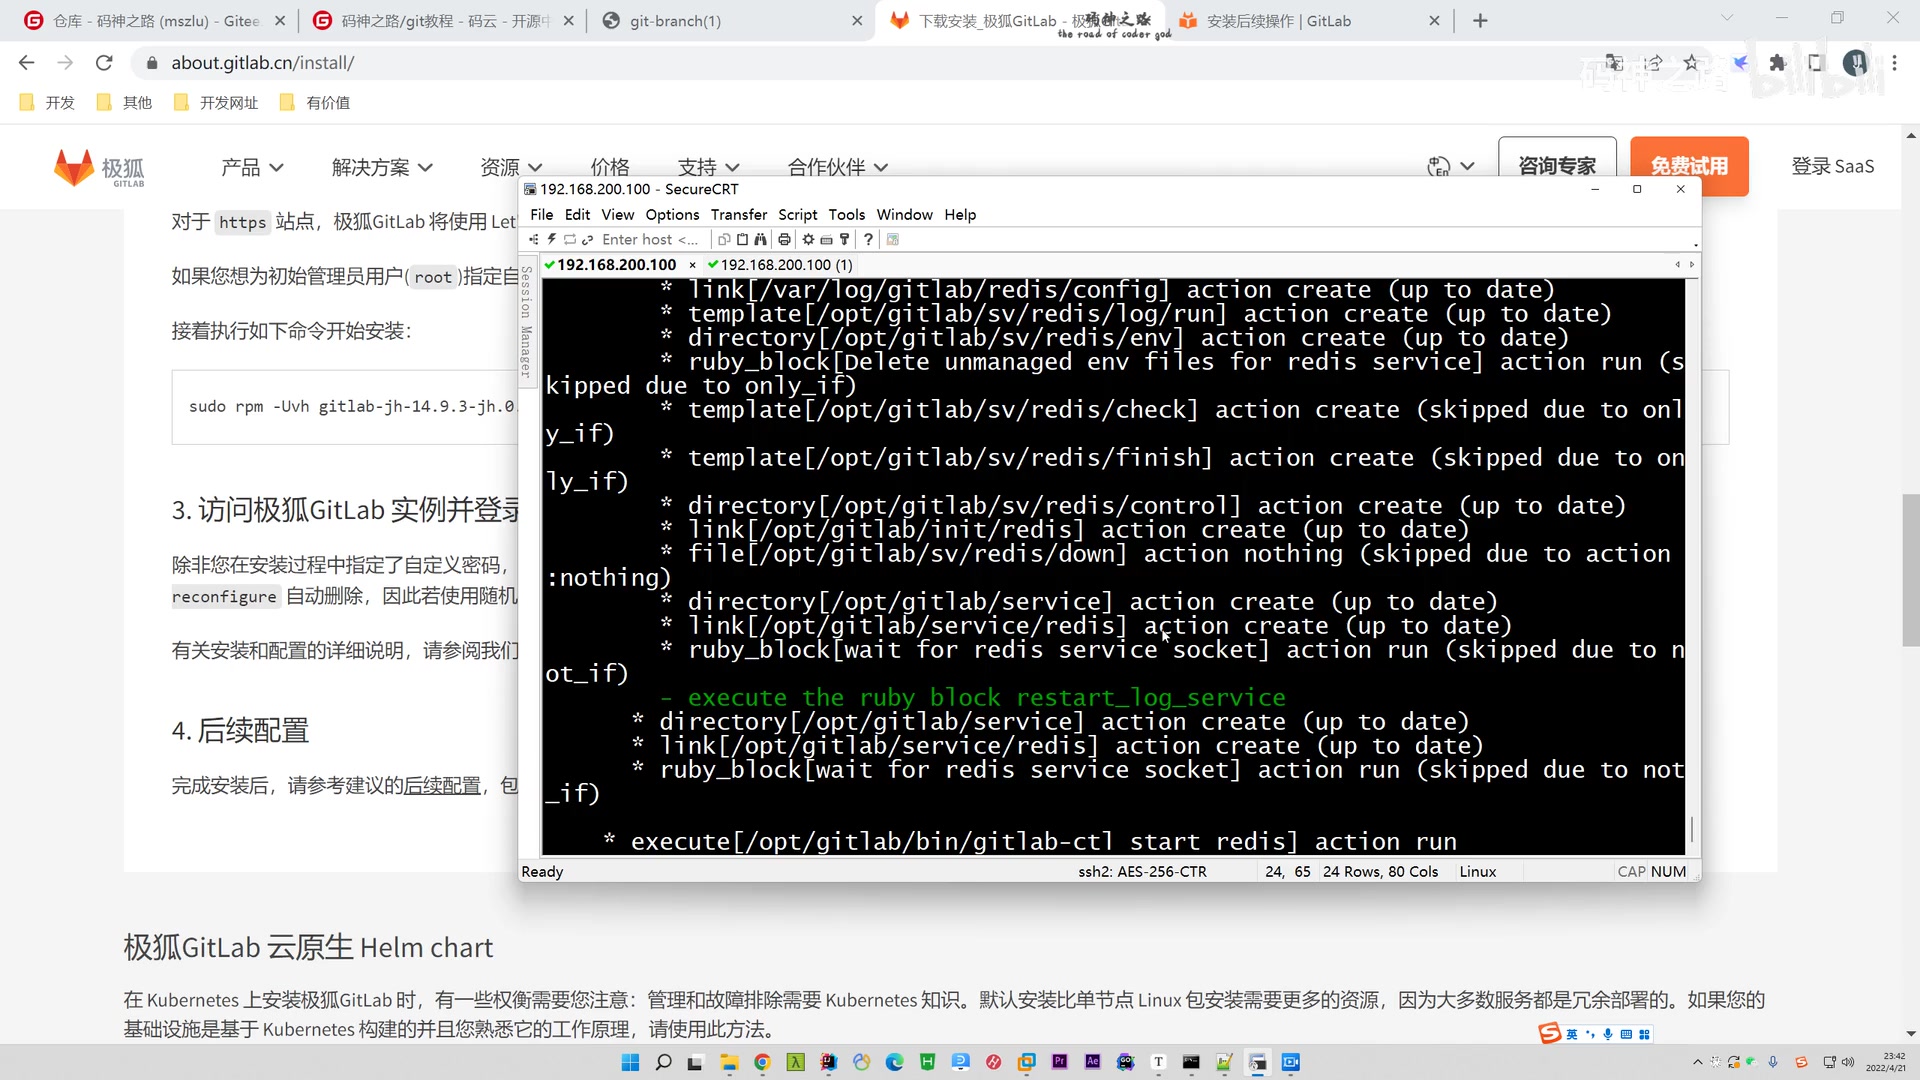 仓库 - 码神之路 (mszlu) - Gitee.
码神之路/git教程 - 码云 - 开源中
git-branch(1)
下载安装_极狐GitLab - 极狐
安装后续操作 | GitLab
码神之路
the road of coder god
about.gitlab.cn/install/
码神之路 bilibili
开发
其他
开发网址
有价值
极狐
GITLAB
产品
解决方案
资源
价格
支持
合作伙伴
En
咨询专家
免费试用
登录 SaaS
对于 https 站点，极狐GitLab 将使用 Let
如果您想为初始管理员用户(root)指定自
接着执行如下命令开始安装：
sudo rpm -Uvh gitlab-jh-14.9.3-jh.0.
3. 访问极狐GitLab 实例并登录
除非您在安装过程中指定了自定义密码，
reconfigure 自动删除，因此若使用随机
有关安装和配置的详细说明，请参阅我们
4. 后续配置
完成安装后，请参考建议的后续配置，包
192.168.200.100 - SecureCRT
File Edit View Options Transfer Script Tools Window Help
Enter host <...
192.168.200.100
192.168.200.100 (1)
Session Manager
* link[/var/log/gitlab/redis/config] action create (up to date)
* template[/opt/gitlab/sv/redis/log/run] action create (up to date)
* directory[/opt/gitlab/sv/redis/env] action create (up to date)
* ruby_block[Delete unmanaged env files for redis service] action run (s
kipped due to only_if)
* template[/opt/gitlab/sv/redis/check] action create (skipped due to onl
y_if)
* template[/opt/gitlab/sv/redis/finish] action create (skipped due to on
ly_if)
* directory[/opt/gitlab/sv/redis/control] action create (up to date)
* link[/opt/gitlab/init/redis] action create (up to date)
* file[/opt/gitlab/sv/redis/down] action nothing (skipped due to action
:nothing)
* directory[/opt/gitlab/service] action create (up to date)
* link[/opt/gitlab/service/redis] action create (up to date)
* ruby_block[wait for redis service socket] action run (skipped due to n
ot_if)
- execute the ruby block restart_log_service
* directory[/opt/gitlab/service] action create (up to date)
* link[/opt/gitlab/service/redis] action create (up to date)
* ruby_block[wait for redis service socket] action run (skipped due to not
_if)
* execute[/opt/gitlab/bin/gitlab-ctl start redis] action run
Ready
ssh2: AES-256-CTR
24, 65
24 Rows, 80 Cols
Linux
CAP NUM
极狐GitLab 云原生 Helm chart
在 Kubernetes 上安装极狐GitLab 时，有一些权衡需要您注意：管理和故障排除需要 Kubernetes 知识。默认安装比单节点 Linux 包安装需要更多的资源，因为大多数服务都是冗余部署的。如果您的
基础设施是基于 Kubernetes 构建的并且您熟悉它的工作原理，请使用此方法。
英
23:42
2022/4/21